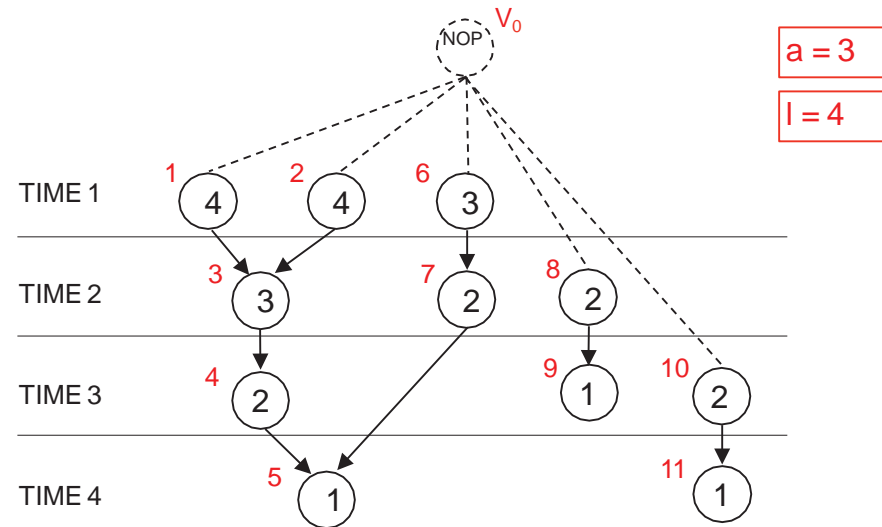 NOP V₀
a = 3
l = 4
1 2 6
TIME 1 4 4 3
3 7 8
TIME 2 3 2 2
4 9 10
TIME 3 2 1 2
5 11
TIME 4 1 1